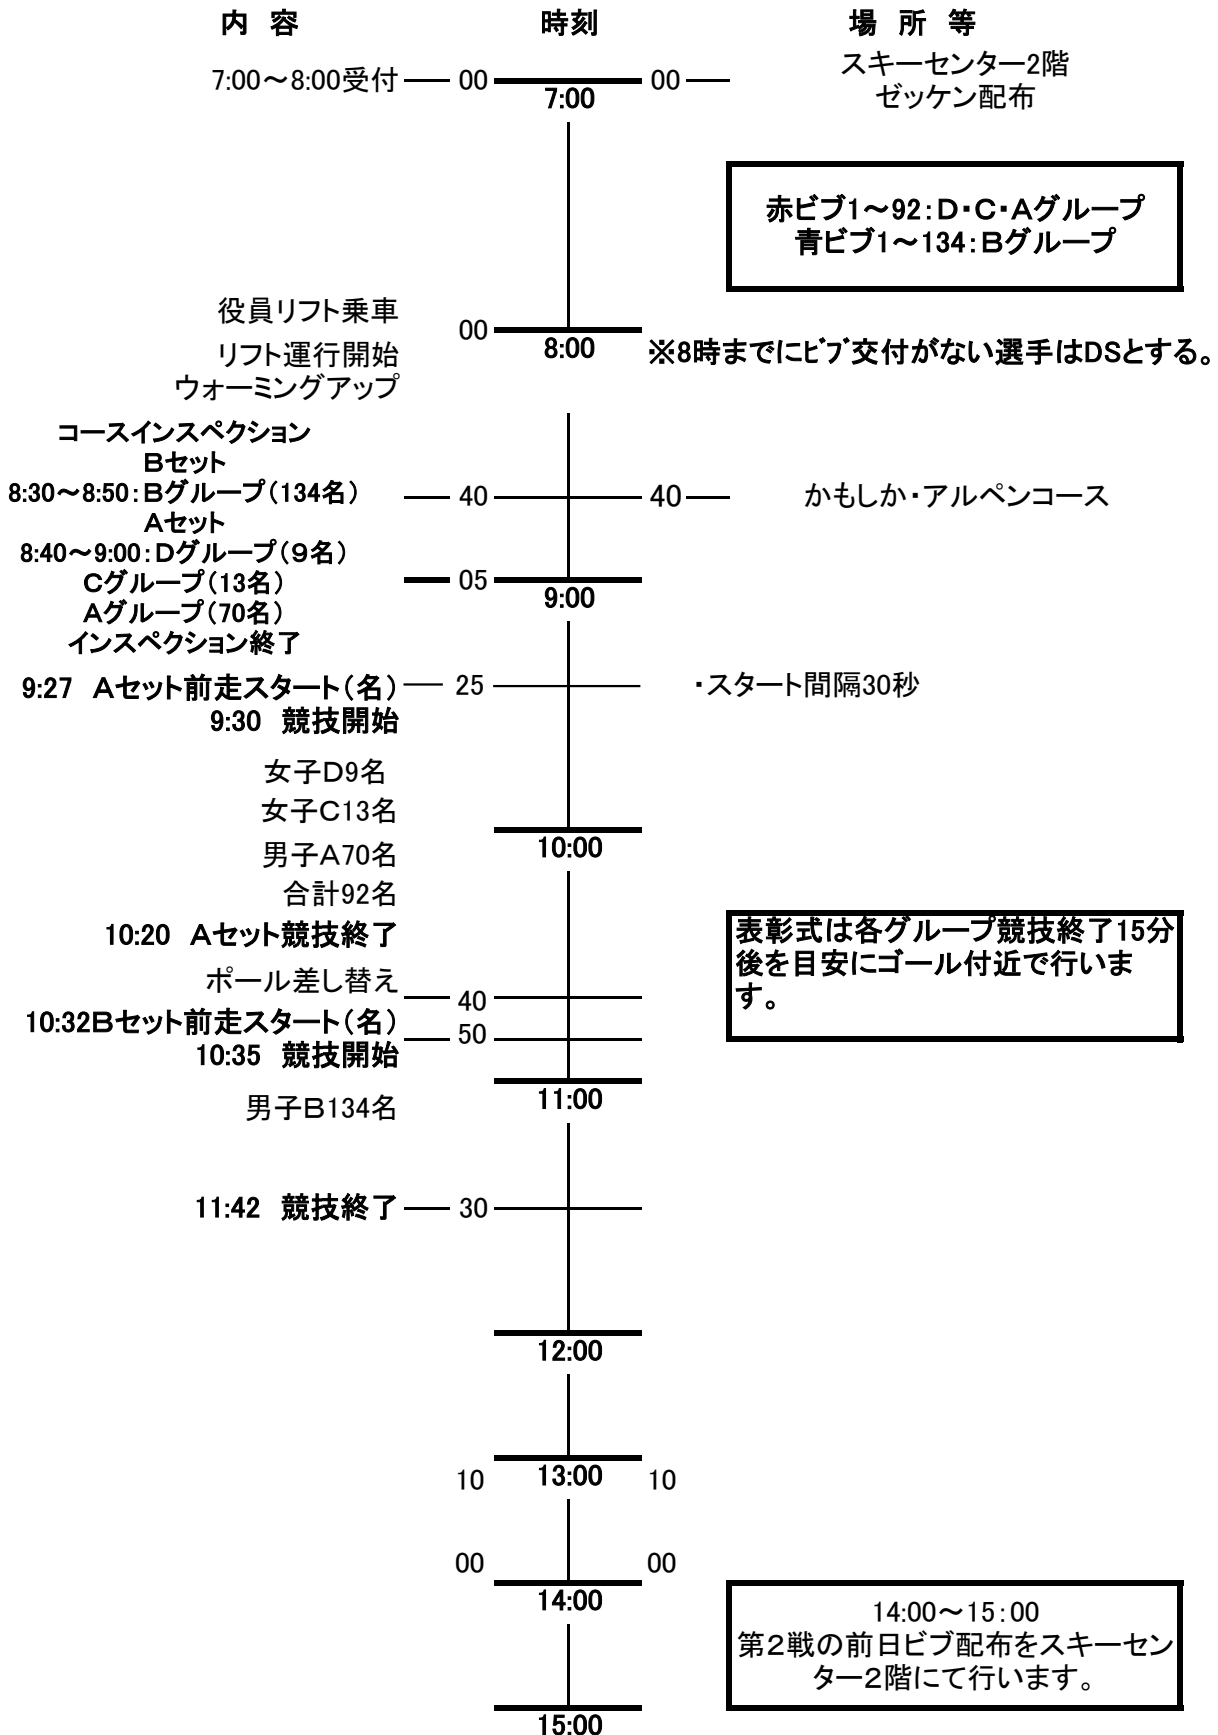 内 容 時刻 場 所 等
スキーセンター2階
7:00～8:00受付 00 00
7:00 ゼッケン配布
赤ビブ1～92：D・C・Aグループ
青ビブ1～134：Bグループ
役員リフト乗車
00
リフト運行開始 8:00 ※8時までにﾋﾞﾌﾞ交付がない選手はDSとする。
ウォーミングアップ
コースインスペクション
Bセット
8:30～8:50：Bグループ（134名） 40 40 かもしか・アルペンコース
Aセット
8:40～9:00：Dグループ（9名）
Cグループ（13名） 05
9:00
Aグループ（70名）
インスペクション終了
9:27 Aセット前走スタート（名） 25 ・スタート間隔30秒
9:30 競技開始
女子D9名
女子C13名
10:00
男子A70名
合計92名
10:20 Aセット競技終了
表彰式は各グループ競技終了15分
後を目安にゴール付近で行いま
す。
ポール差し替え
40
10:32Bセット前走スタート（名）
50
10:35 競技開始
11:00
男子B134名
11:42 競技終了 30
12:00
10 13:00 10
00 00
14:00
14:00～15:00
第2戦の前日ビブ配布をスキーセン
ター2階にて行います。
15:00